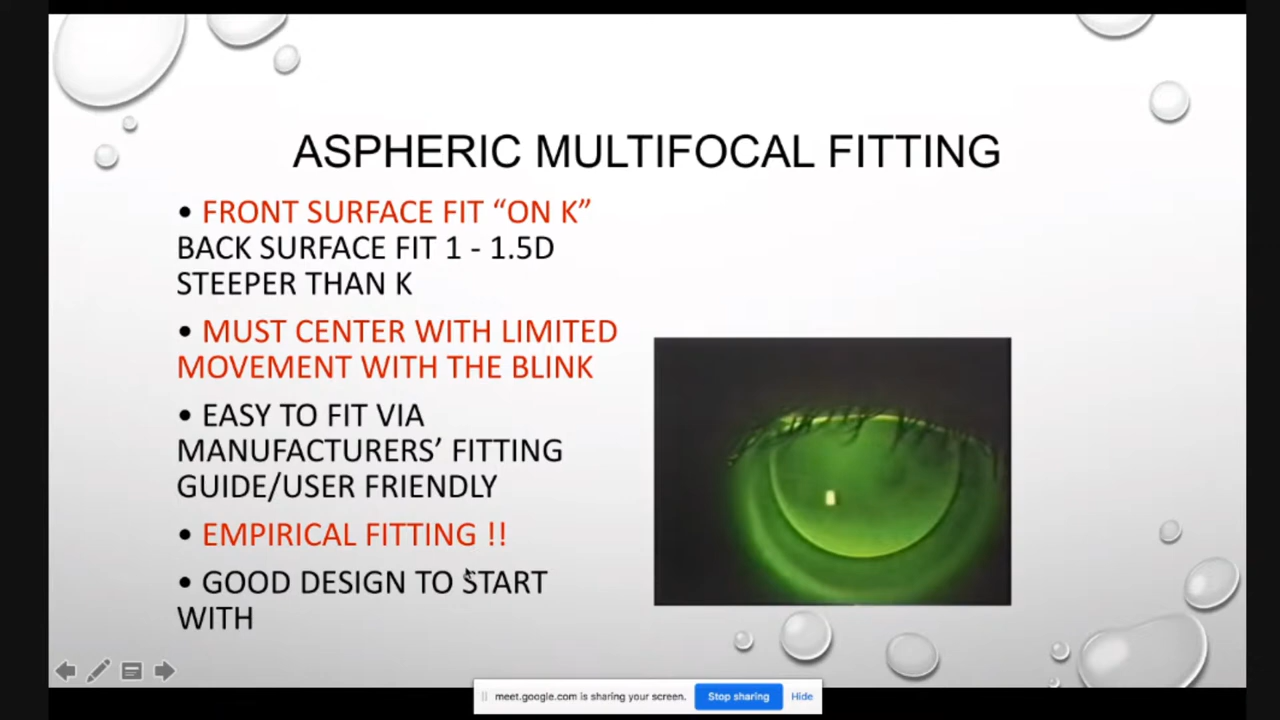 ASPHERIC MULTIFOCAL FITTING
• FRONT SURFACE FIT “ON K”
BACK SURFACE FIT 1 - 1.5D
STEEPER THAN K
• MUST CENTER WITH LIMITED
MOVEMENT WITH THE BLINK
• EASY TO FIT VIA
MANUFACTURERS’ FITTING
GUIDE/USER FRIENDLY
• EMPIRICAL FITTING !!
• GOOD DESIGN TO START
WITH
meet.google.com is sharing your screen. Stop sharing Hide